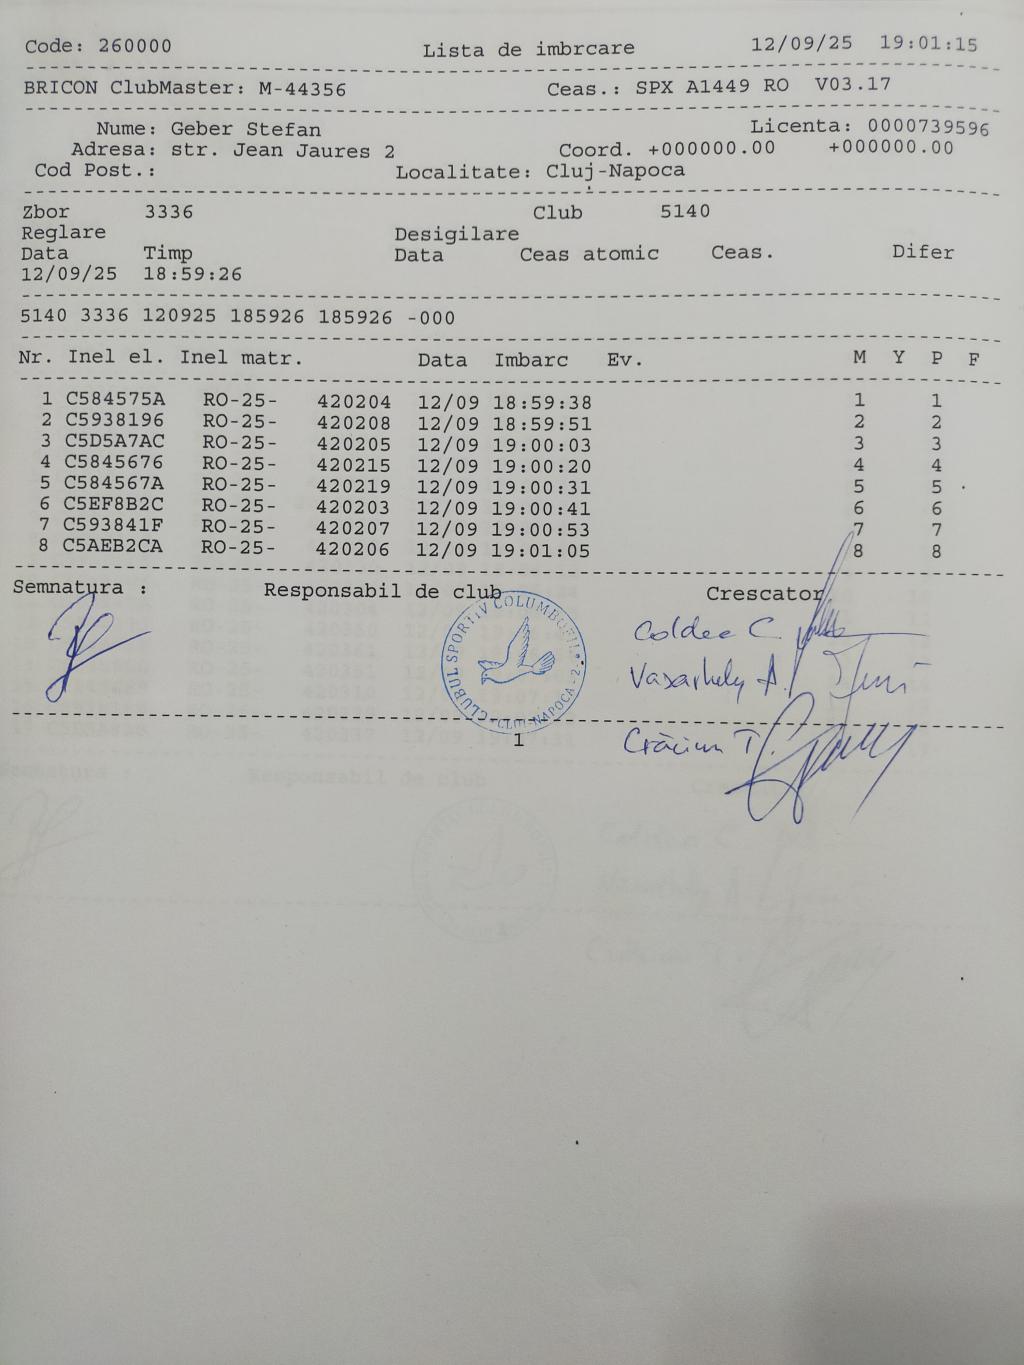 Code: 260000 Lista de imbrcare 12/09/25 19:01:15
BRICON ClubMaster: M-44356 Ceas.: SPX A1449 RO V03.17
Nume: Geber Stefan Licenta: 0000739596
Adresa: str. Jean Jaures 2 Coord. +000000.00 +000000.00
Cod Post.: Localitate: Cluj-Napoca
Zbor 3336 Club 5140
Reglare Desigilare
Data Timp Data Ceas atomic Ceas. Difer
12/09/25 18:59:26
5140 3336 120925 185926 185926 -000
Nr. Inel el. Inel matr. Data Imbarc Ev. M Y P F
1 C584575A RO-25- 420204 12/09 18:59:38 1 1
2 C5938196 RO-25- 420208 12/09 18:59:51 2 2
3 C5D5A7AC RO-25- 420205 12/09 19:00:03 3 3
4 C5845676 RO-25- 420215 12/09 19:00:20 4 4
5 C584567A RO-25- 420219 12/09 19:00:31 5 5
6 C5EF8B2C RO-25- 420203 12/09 19:00:41 6 6
7 C593841F RO-25- 420207 12/09 19:00:53 7 7
8 C5AEB2CA RO-25- 420206 12/09 19:01:05 8 8
Semnatura : Responsabil de club Crescator
CLUBUL SPORTIV COLUMBOFIL
CLUJ-NAPOCA - 2
Coldea C.
Vasarhely A.
Crăciun T.
1